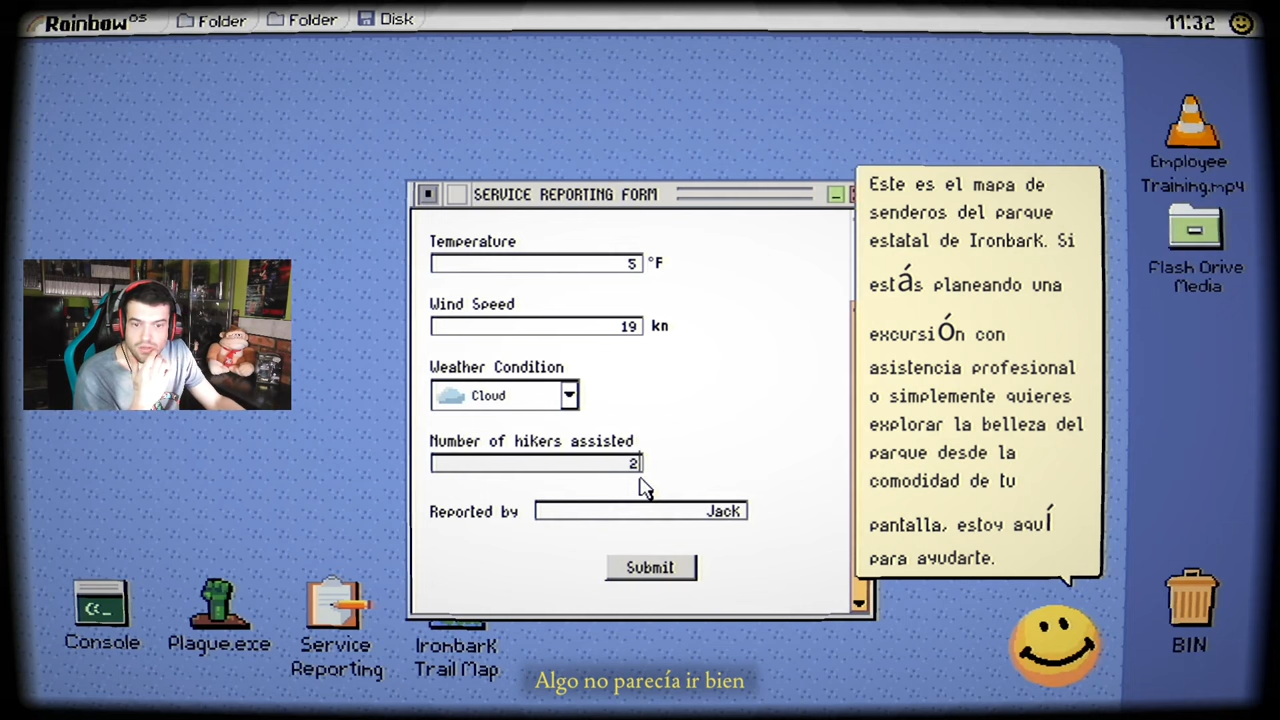 Rainbow OS
Folder
Folder
Disk
11:32
SERVICE REPORTING FORM
Temperature
5 °F
Wind Speed
19 kn
Weather Condition
Cloud
Number of hikers assisted
2
Reported by
Jack
Submit
Este es el mapa de
senderos del parque
estatal de Ironbark. Si
estás planeando una
excursión con
asistencia profesional
o simplemente quieres
explorar la belleza del
parque desde la
comodidad de tu
pantalla, estoy aquí
para ayudarte.
Employee
Training.mp4
Flash Drive
Media
Console
Plague.exe
Service
Reporting
Ironbark
Trail Map
BIN
Algo no parecía ir bien